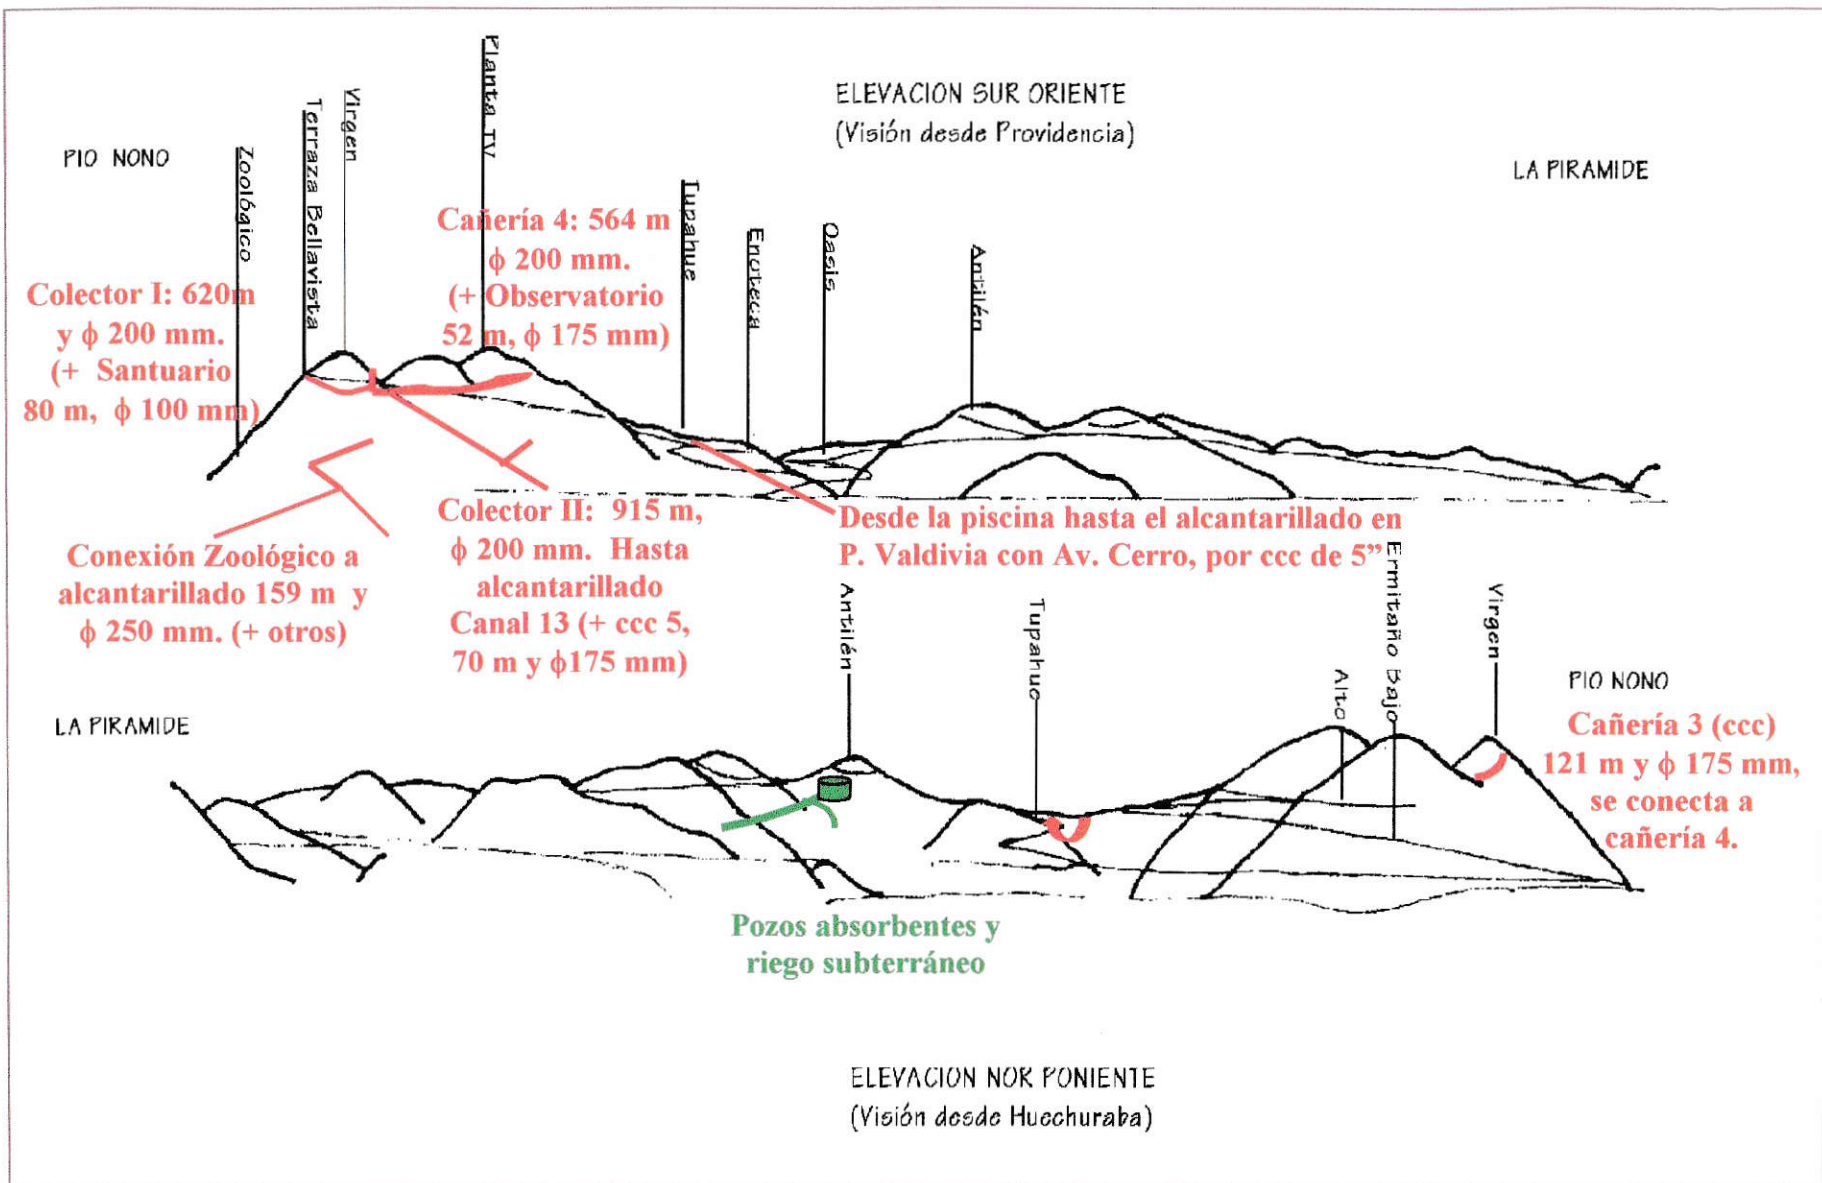 ELEVACION SUR ORIENTE
(Visión desde Providencia)
PIO NONO
LA PIRAMIDE
Zoológico
Terraza Bellavista
Virgen
Planta TV
Tupahue
Enoteca
Oasis
Antilén
Colector I: 620m
y ϕ 200 mm.
(+ Santuario
80 m, ϕ 100 mm)
Cañería 4: 564 m
ϕ 200 mm.
(+ Observatorio
52 m, ϕ 175 mm)
Conexión Zoológico a
alcantarillado 159 m y
ϕ 250 mm. (+ otros)
Colector II: 915 m,
ϕ 200 mm. Hasta
alcantarillado
Canal 13 (+ ccc 5,
70 m y ϕ175 mm)
Desde la piscina hasta el alcantarillado en
P. Valdivia con Av. Cerro, por ccc de 5”
LA PIRAMIDE
Antilén
Tupahue
Alto
Ermitaño Bajo
Virgen
PIO NONO
Cañería 3 (ccc)
121 m y ϕ 175 mm,
se conecta a
cañería 4.
Pozos absorbentes y
riego subterráneo
ELEVACION NOR PONIENTE
(Visión desde Huechuraba)